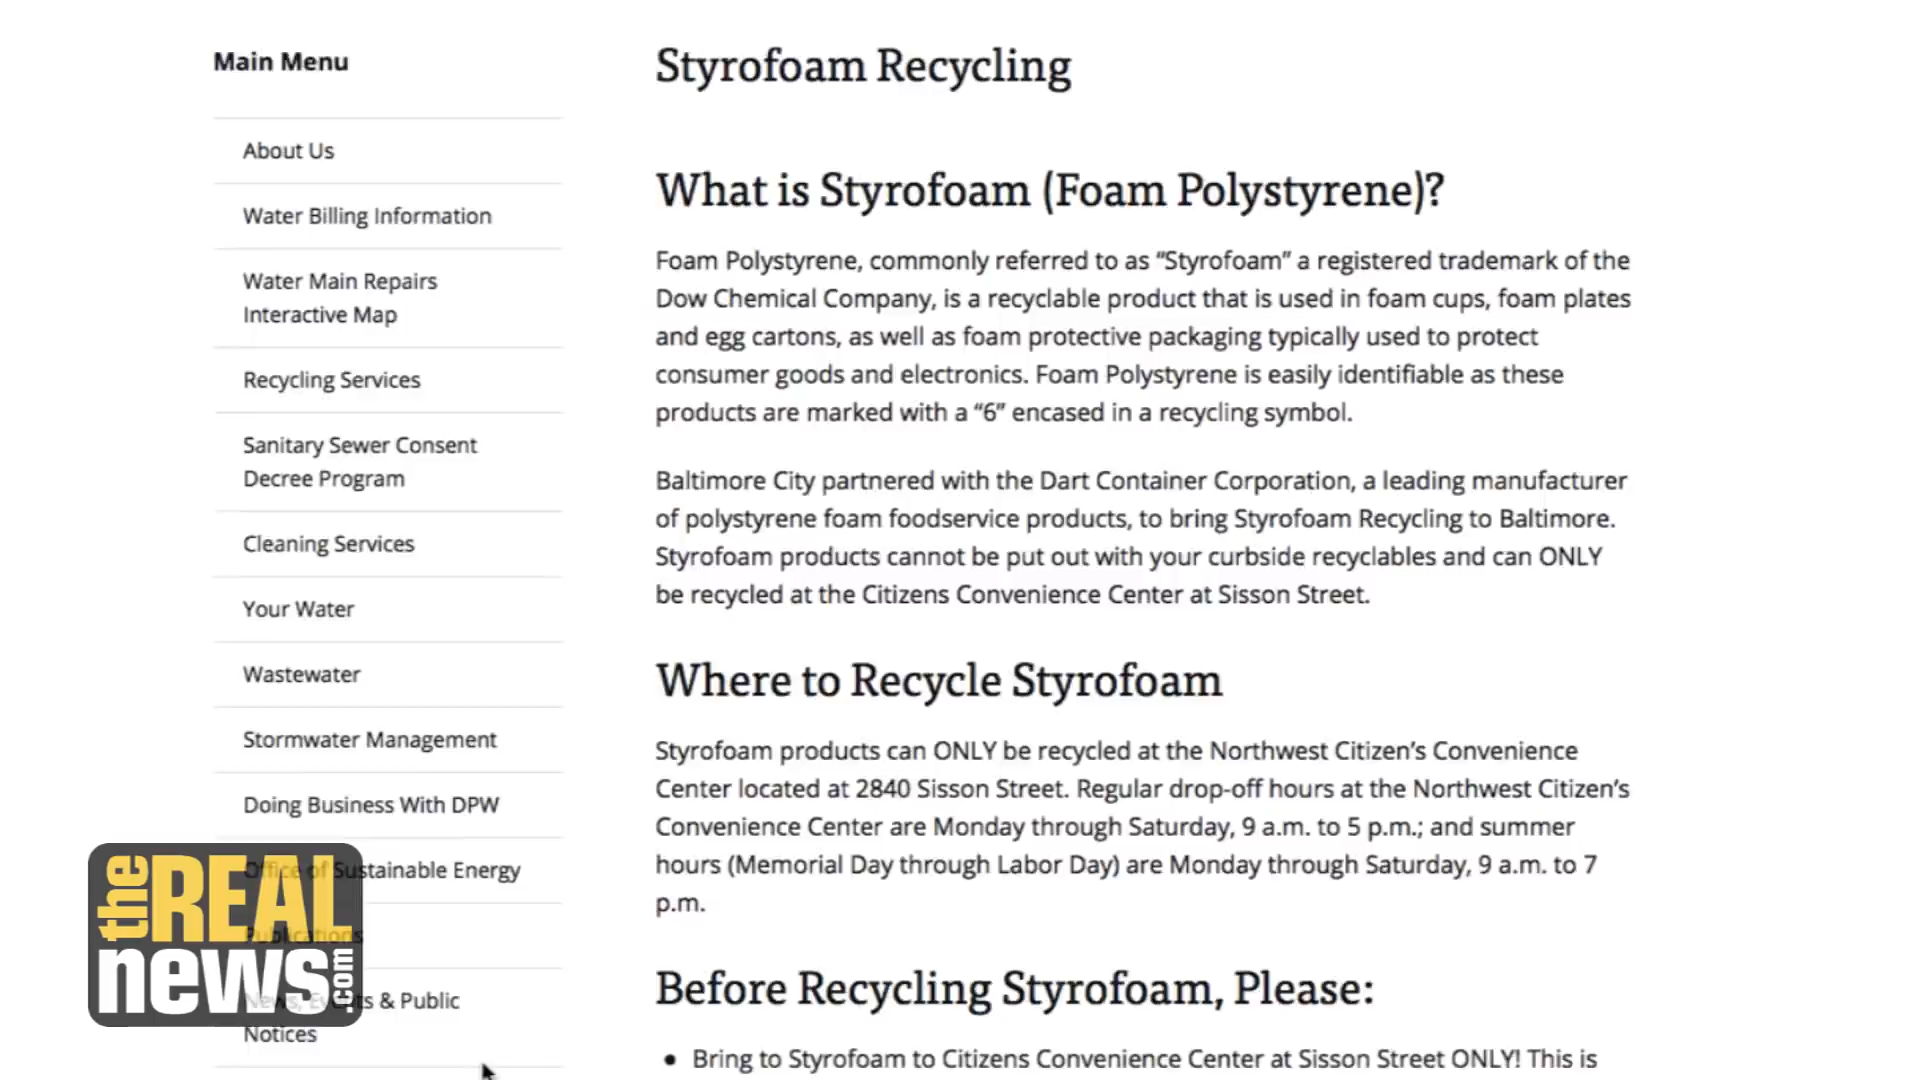 Main Menu
About Us
Water Billing Information
Water Main Repairs
Interactive Map
Recycling Services
Sanitary Sewer Consent
Decree Program
Cleaning Services
Your Water
Wastewater
Stormwater Management
Doing Business With DPW
Office of Sustainable Energy
Publications
News, Events & Public
Notices
the REAL
news.com
Styrofoam Recycling
What is Styrofoam (Foam Polystyrene)?
Foam Polystyrene, commonly referred to as “Styrofoam” a registered trademark of the
Dow Chemical Company, is a recyclable product that is used in foam cups, foam plates
and egg cartons, as well as foam protective packaging typically used to protect
consumer goods and electronics. Foam Polystyrene is easily identifiable as these
products are marked with a “6” encased in a recycling symbol.
Baltimore City partnered with the Dart Container Corporation, a leading manufacturer
of polystyrene foam foodservice products, to bring Styrofoam Recycling to Baltimore.
Styrofoam products cannot be put out with your curbside recyclables and can ONLY
be recycled at the Citizens Convenience Center at Sisson Street.
Where to Recycle Styrofoam
Styrofoam products can ONLY be recycled at the Northwest Citizen’s Convenience
Center located at 2840 Sisson Street. Regular drop-off hours at the Northwest Citizen’s
Convenience Center are Monday through Saturday, 9 a.m. to 5 p.m.; and summer
hours (Memorial Day through Labor Day) are Monday through Saturday, 9 a.m. to 7
p.m.
Before Recycling Styrofoam, Please:
• Bring to Styrofoam to Citizens Convenience Center at Sisson Street ONLY! This is